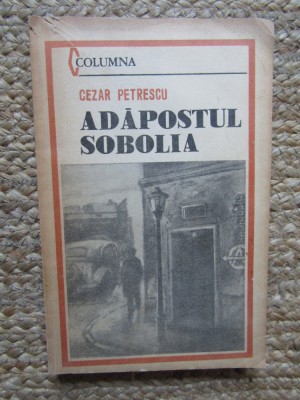 COLUMNA
CEZAR PETRESCU
ADĂPOSTUL
SOBOLIA